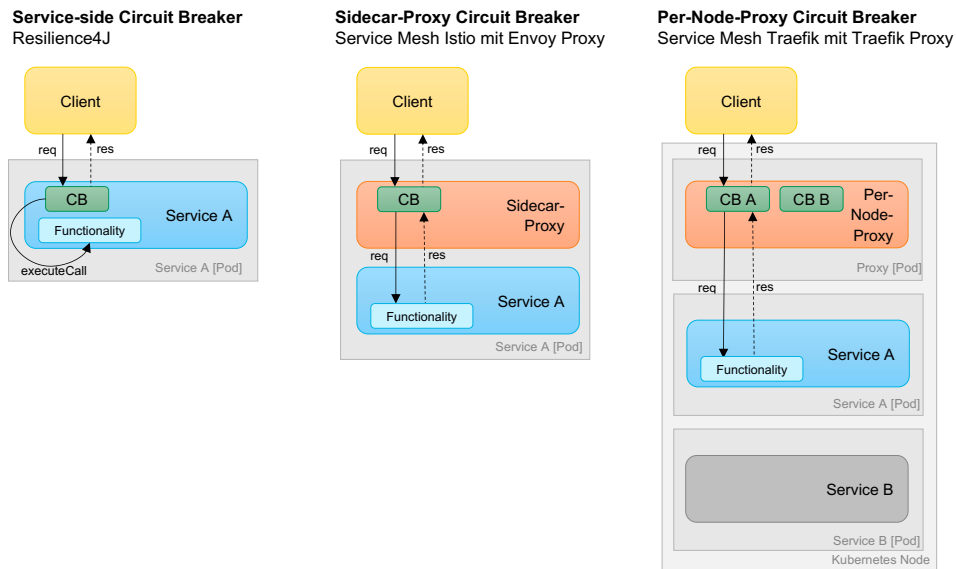 Service-side Circuit Breaker
Resilience4J
Client
req
res
CB
Service A
Functionality
executeCall
Service A [Pod]
Sidecar-Proxy Circuit Breaker
Service Mesh Istio mit Envoy Proxy
Client
req
res
CB
Sidecar-
Proxy
req
res
Service A
Functionality
Service A [Pod]
Per-Node-Proxy Circuit Breaker
Service Mesh Traefik mit Traefik Proxy
Client
req
res
CB A
CB B
Per-
Node-
Proxy
Proxy [Pod]
req
res
Service A
Functionality
Service A [Pod]
Service B
Service B [Pod]
Kubernetes Node